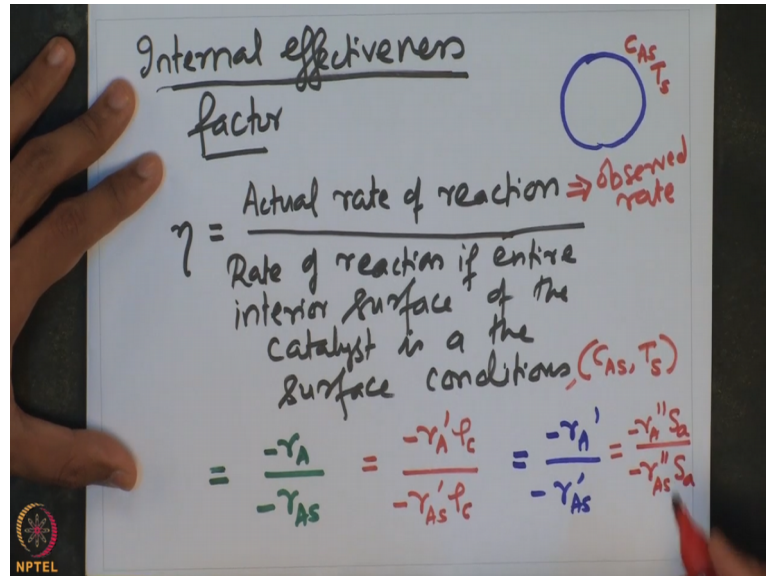 Internal effectiveness
factor
C_AS
T_S
η = Actual rate of reaction ⇒ observed rate
Rate of reaction if entire
interior surface of the
catalyst is a the
surface conditions, (C_AS, T_S)
= -r_A / -r_AS = -r_A' ρ_c / -r_AS' ρ_c = -r_A' / -r_AS' = -r_A'' S_a / -r_AS'' S_a
NPTEL